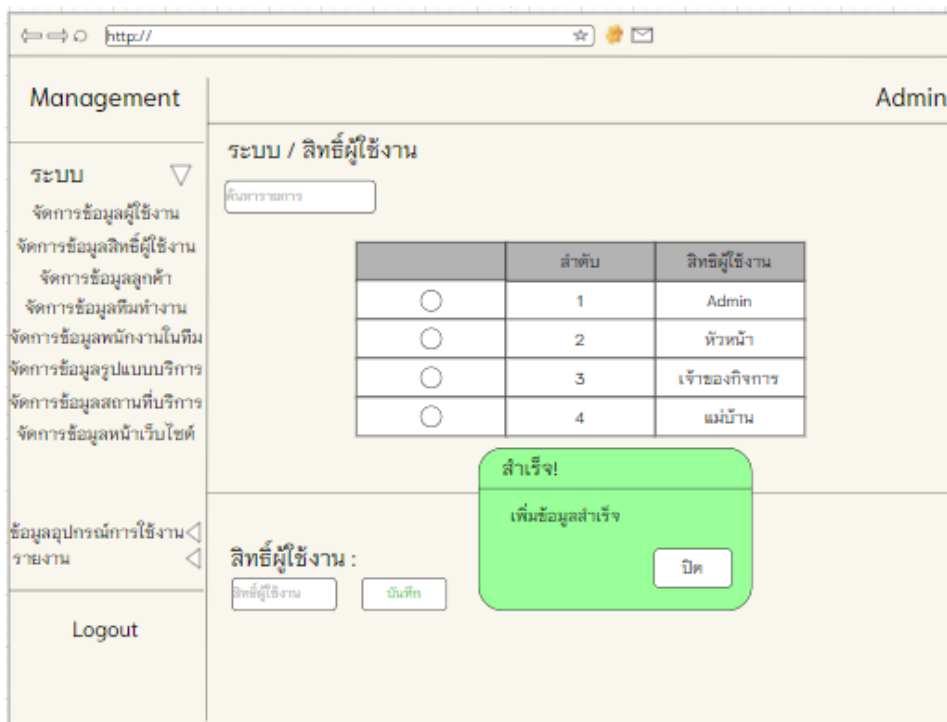 http://
Management
Admin
ระบบ
จัดการข้อมูลผู้ใช้งาน
จัดการข้อมูลสิทธิ์ผู้ใช้งาน
จัดการข้อมูลลูกค้า
จัดการข้อมูลทีมทำงาน
จัดการข้อมูลพนักงานในทีม
จัดการข้อมูลรูปแบบบริการ
จัดการข้อมูลสถานที่บริการ
จัดการข้อมูลหน้าเว็บไซต์
ข้อมูลอุปกรณ์การใช้งาน
รายงาน
Logout
ระบบ / สิทธิ์ผู้ใช้งาน
ค้นหารายการ
ลำดับ สิทธิผู้ใช้งาน
1 Admin
2 หัวหน้า
3 เจ้าของกิจการ
4 แม่บ้าน
สำเร็จ!
เพิ่มข้อมูลสำเร็จ
ปิด
สิทธิ์ผู้ใช้งาน :
สิทธิ์ผู้ใช้งาน บันทึก